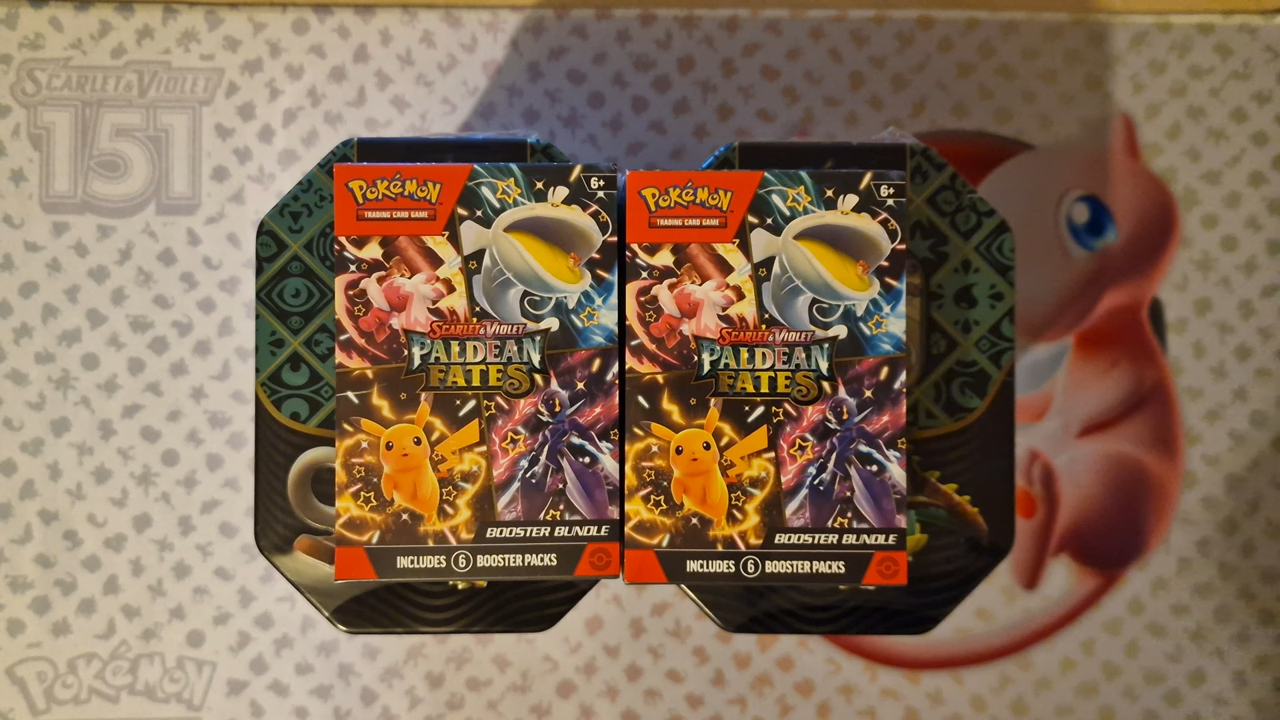 SCARLET & VIOLET
151
POKÉMON
POKÉMON
TRADING CARD GAME
6+
SCARLET & VIOLET
PALDEAN
FATES
BOOSTER BUNDLE
INCLUDES 6 BOOSTER PACKS
POKÉMON
TRADING CARD GAME
6+
SCARLET & VIOLET
PALDEAN
FATES
BOOSTER BUNDLE
INCLUDES 6 BOOSTER PACKS